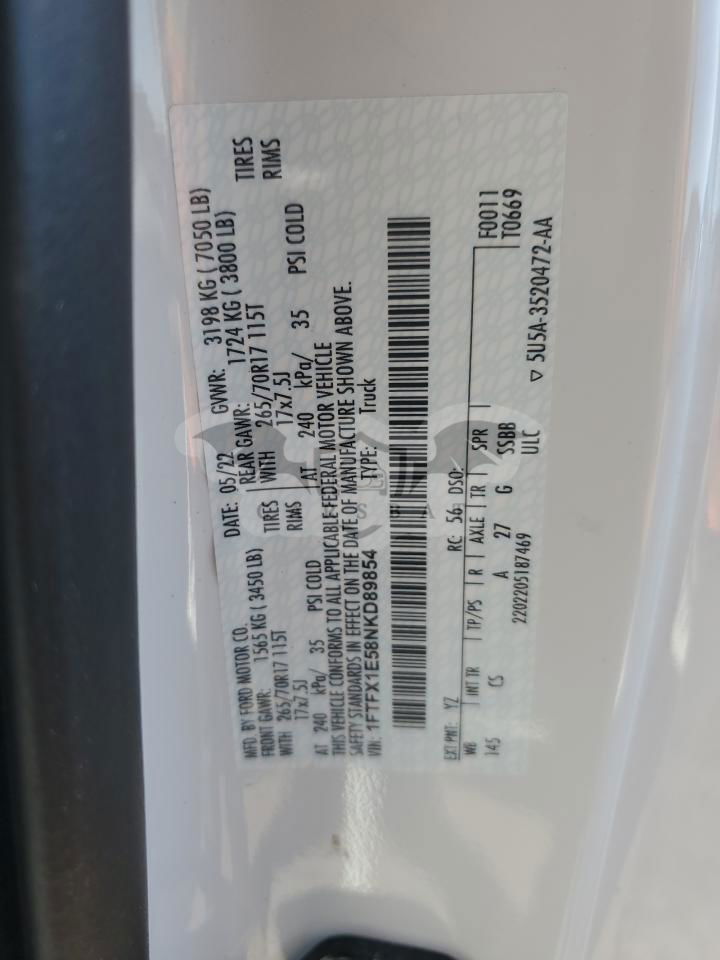 MFD. BY FORD MOTOR CO. DATE: 05/22 GVWR: 3198 KG ( 7050 LB)
FRONT GAWR: 1565 KG ( 3450 LB) REAR GAWR: 1724 KG ( 3800 LB)
WITH 265/70R17 115T TIRES WITH 265/70R17 115T TIRES
17x7.5J RIMS 17x7.5J RIMS
AT 240 kPa/ 35 PSI COLD AT 240 kPa/ 35 PSI COLD
THIS VEHICLE CONFORMS TO ALL APPLICABLE FEDERAL MOTOR VEHICLE
SAFETY STANDARDS IN EFFECT ON THE DATE OF MANUFACTURE SHOWN ABOVE.
VIN: 1FTFX1E58NKD89854 TYPE: Truck
EXT PNT: YZ RC: 56 DSO: F0011
WB INT TR TP/PS R AXLE TR SPR T0669
145 CS A 27 G SSBB
2202205187469 ULC
▽ 5U5A-3520472-AA